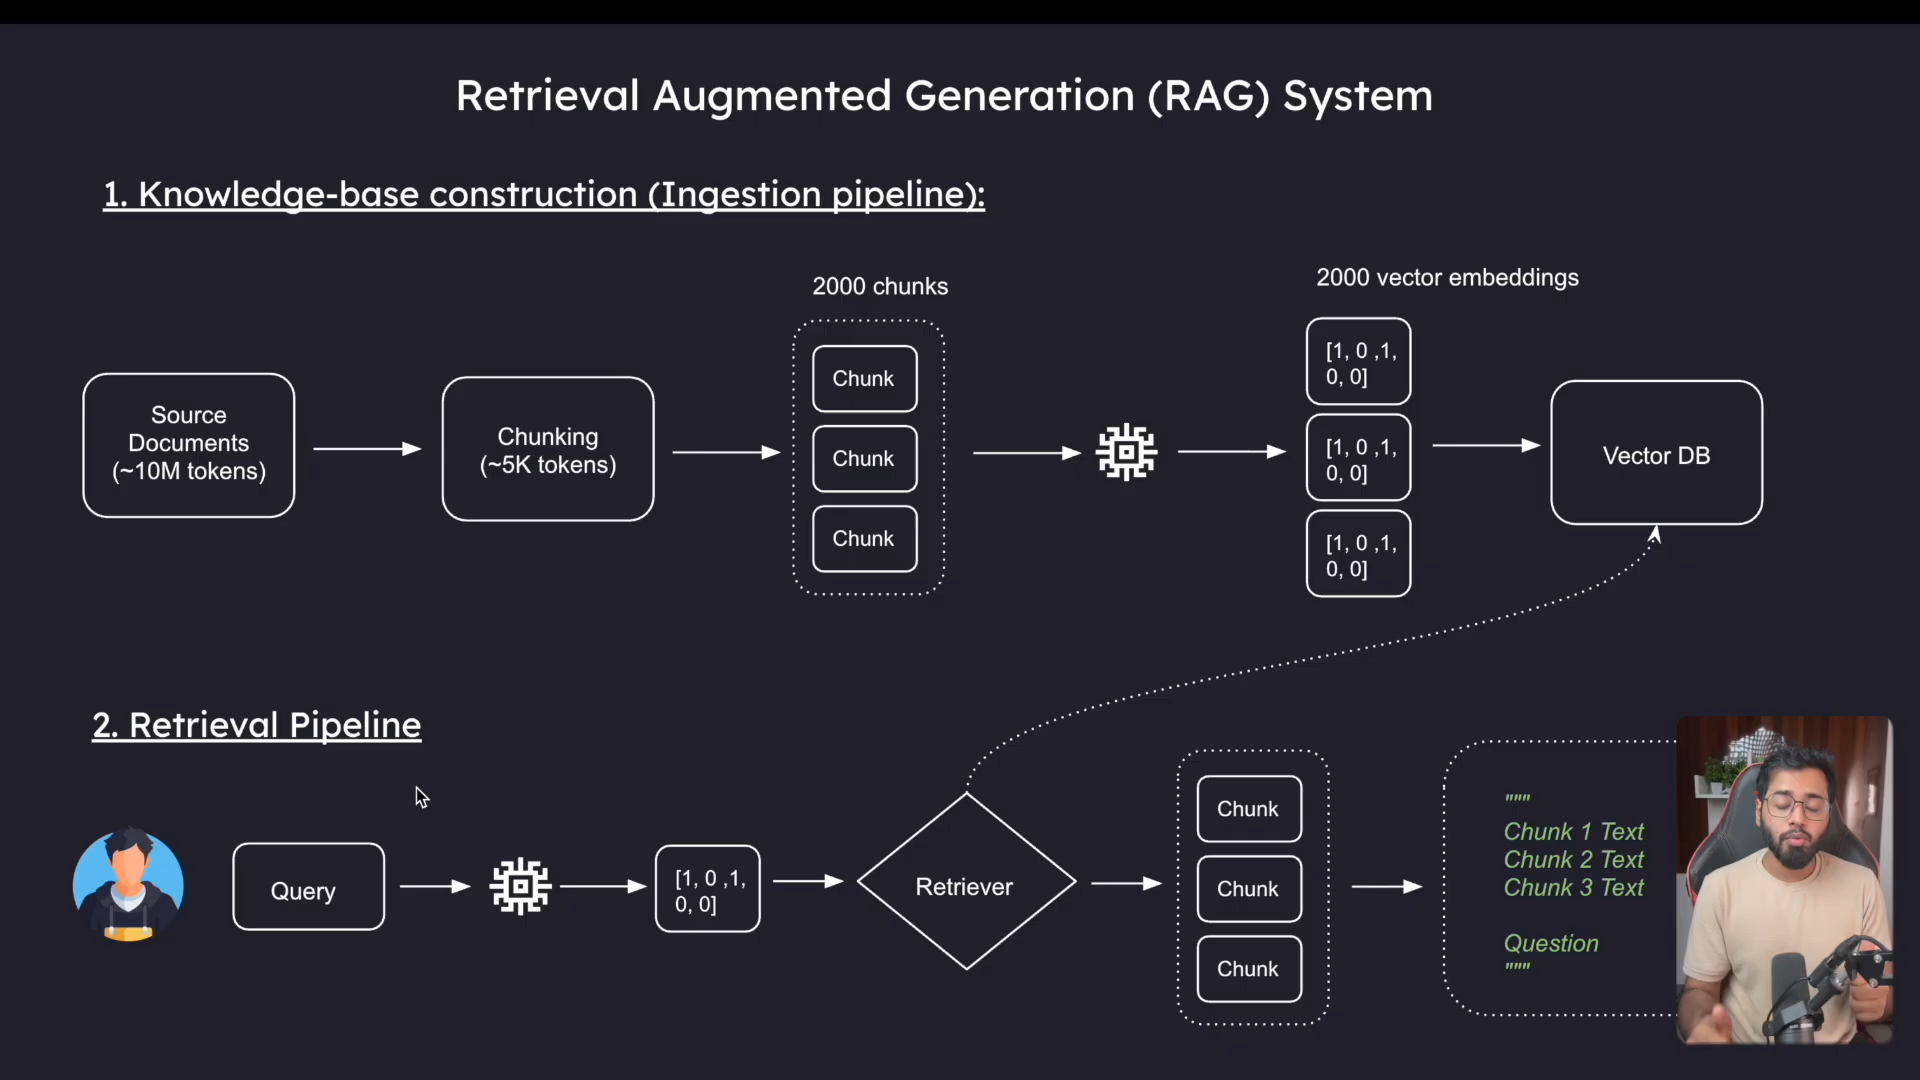 Retrieval Augmented Generation (RAG) System
1. Knowledge-base construction (Ingestion pipeline):
2000 chunks
2000 vector embeddings
Source
Documents
(~10M tokens)
Chunking
(~5K tokens)
Chunk
Chunk
Chunk
[1, 0 ,1,
0, 0]
[1, 0 ,1,
0, 0]
[1, 0 ,1,
0, 0]
Vector DB
2. Retrieval Pipeline
Query
[1, 0 ,1,
0, 0]
Retriever
Chunk
Chunk
Chunk
"""
Chunk 1 Text
Chunk 2 Text
Chunk 3 Text
Question
"""